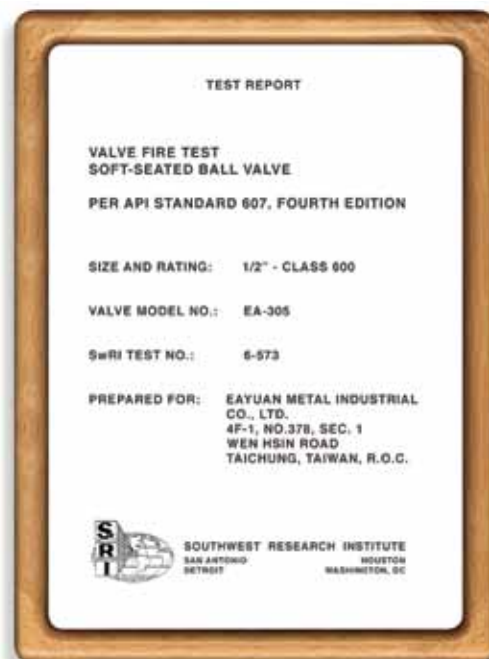 TEST REPORT
VALVE FIRE TEST
SOFT-SEATED BALL VALVE
PER API STANDARD 607, FOURTH EDITION
SIZE AND RATING: 1/2" - CLASS 600
VALVE MODEL NO.: EA-305
SwRI TEST NO.: 6-573
PREPARED FOR: EAYUAN METAL INDUSTRIAL
CO., LTD.
4F-1, NO.378, SEC. 1
WEN HSIN ROAD
TAICHUNG, TAIWAN, R.O.C.
SRI
SOUTHWEST RESEARCH INSTITUTE
SAN ANTONIO HOUSTON
DETROIT WASHINGTON, DC